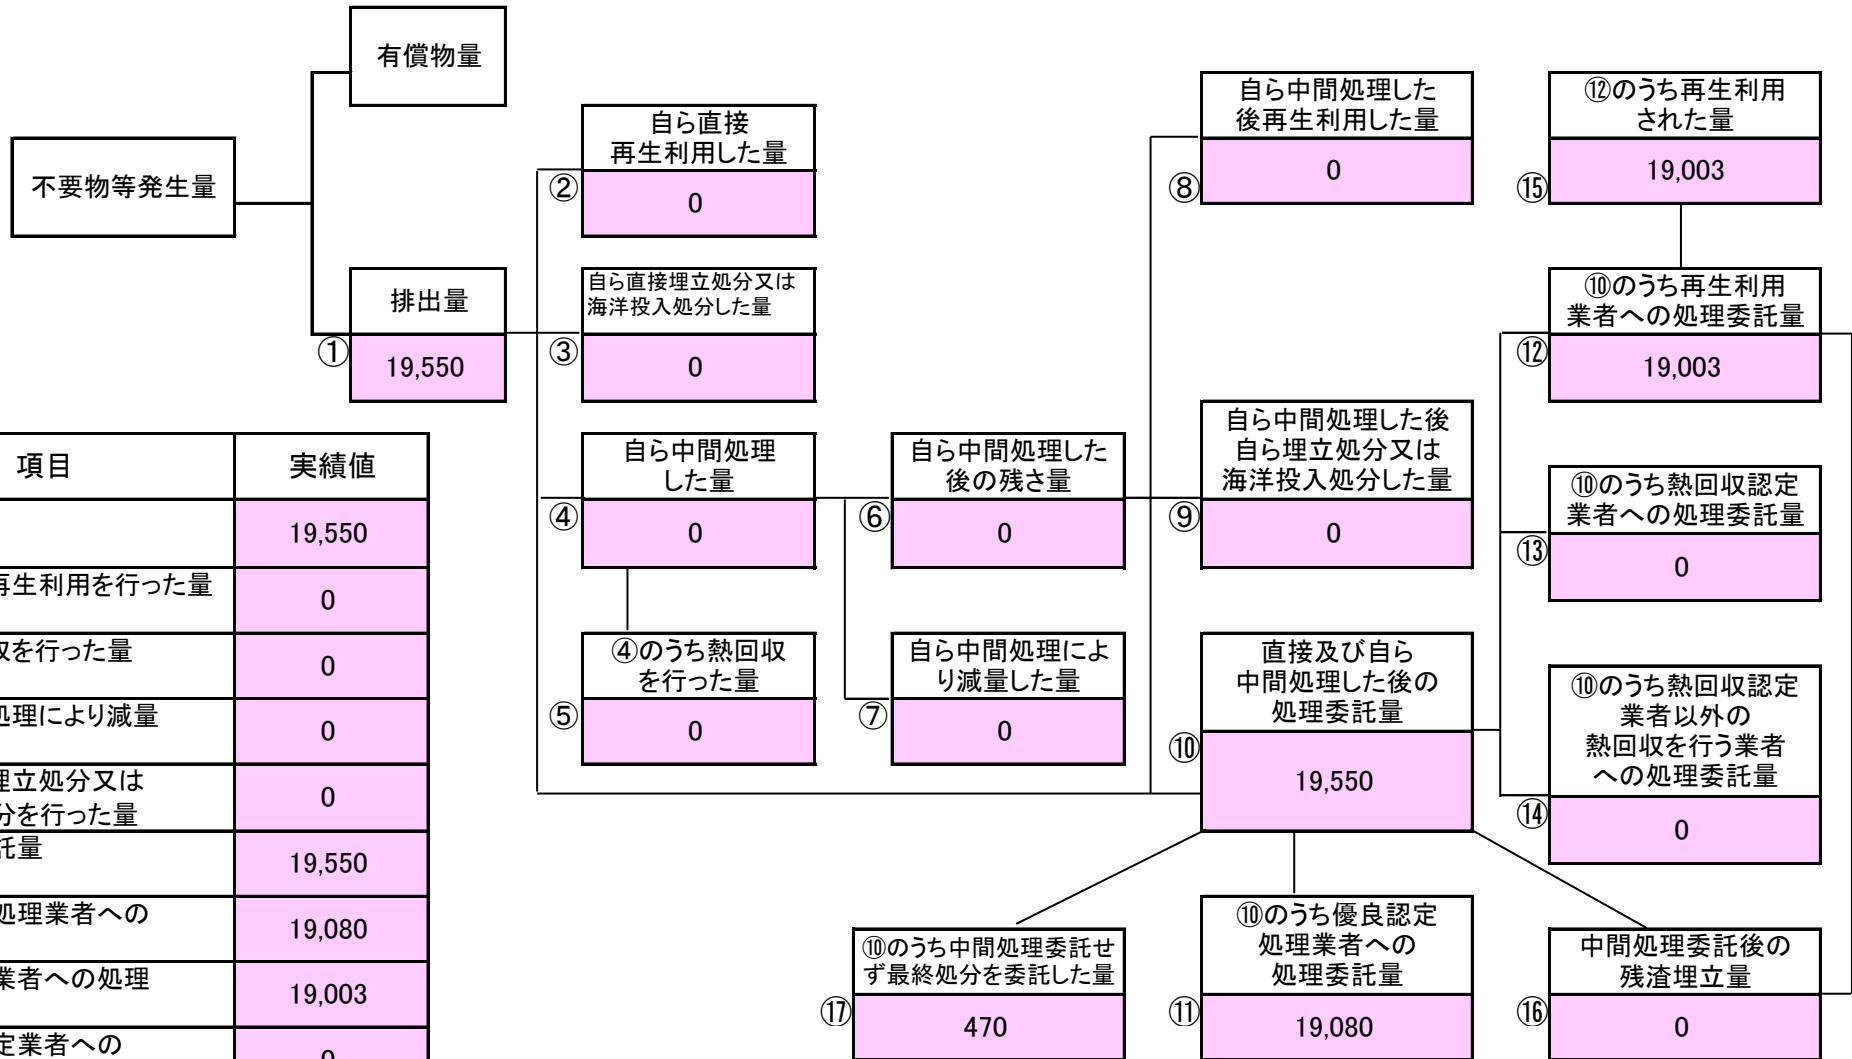 有償物量
不要物等発生量
排出量
①
19,550
自ら直接
再生利用した量
②
0
自ら直接埋立処分又は
海洋投入処分した量
③
0
自ら中間処理
した量
④
0
④のうち熱回収
を行った量
⑤
0
自ら中間処理した
後の残さ量
⑥
0
自ら中間処理によ
り減量した量
⑦
0
自ら中間処理した
後再生利用した量
⑧
0
自ら中間処理した後
自ら埋立処分又は
海洋投入処分した量
⑨
0
直接及び自ら
中間処理した後の
処理委託量
⑩
19,550
⑫のうち再生利用
された量
⑮
19,003
⑩のうち再生利用
業者への処理委託量
⑫
19,003
⑩のうち熱回収認定
業者への処理委託量
⑬
0
⑩のうち熱回収認定
業者以外の
熱回収を行う業者
への処理委託量
⑭
0
⑩のうち中間処理委託せ
ず最終処分を委託した量
⑰
470
⑩のうち優良認定
処理業者への
処理委託量
⑪
19,080
中間処理委託後の
残渣埋立量
⑯
0
項目 実績値
19,550
再生利用を行った量
0
を行った量
0
処理により減量
0
埋立処分又は
分を行った量
0
託量
19,550
処理業者への
19,080
業者への処理
19,003
定業者への
0